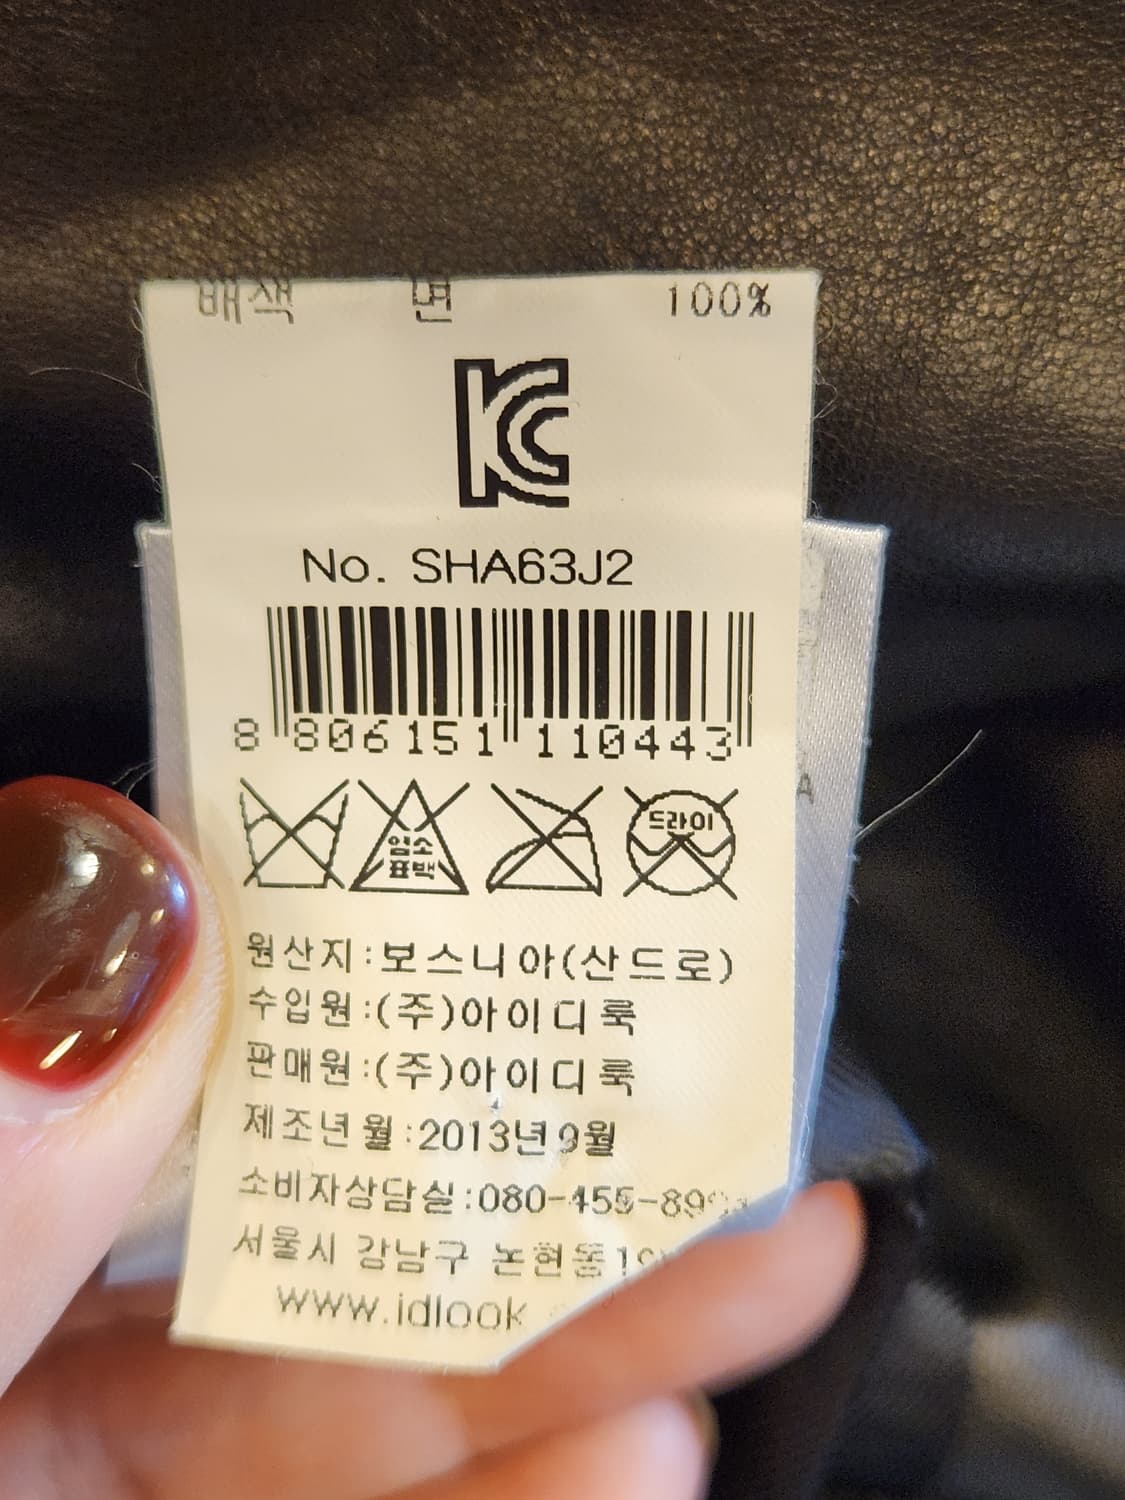 배색 면 100%
KC
No. SHA63J2
8 806151 110443
염소
표백
드라이
원산지:보스니아(산드로)
수입원:(주)아이디룩
판매원:(주)아이디룩
제조년월:2013년9월
소비자상담실:080-455-89
서울시 강남구 논현동
www.idlook
A